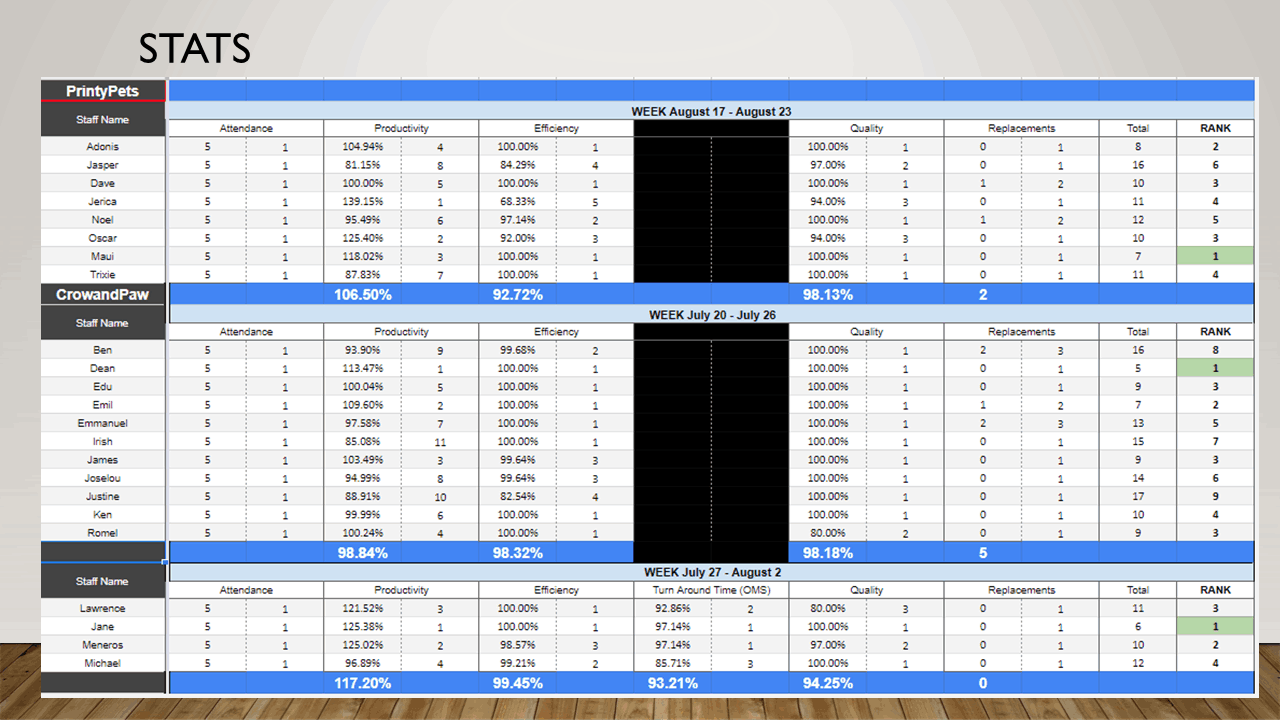 STATS
PrintyPets
WEEK August 17 - August 23
Staff Name
Attendance Productivity Efficiency Quality Replacements Total RANK
Adonis 5 1 104.94% 4 100.00% 1 100.00% 1 0 1 8 2
Jasper 5 1 81.15% 8 84.29% 4 97.00% 2 0 1 16 6
Dave 5 1 100.00% 5 100.00% 1 100.00% 1 1 2 10 3
Jerica 5 1 139.15% 1 68.33% 5 94.00% 3 0 1 11 4
Noel 5 1 95.49% 6 97.14% 2 100.00% 1 1 2 12 5
Oscar 5 1 125.40% 2 92.00% 3 94.00% 3 0 1 10 3
Maui 5 1 118.02% 3 100.00% 1 100.00% 1 0 1 7 1
Trixie 5 1 87.83% 7 100.00% 1 100.00% 1 0 1 11 4
CrowandPaw 106.50% 92.72% 98.13% 2
WEEK July 20 - July 26
Staff Name
Attendance Productivity Efficiency Quality Replacements Total RANK
Ben 5 1 93.90% 9 99.68% 2 100.00% 1 2 3 16 8
Dean 5 1 113.47% 1 100.00% 1 100.00% 1 0 1 5 1
Edu 5 1 100.04% 5 100.00% 1 100.00% 1 0 1 9 3
Emil 5 1 109.60% 2 100.00% 1 100.00% 1 1 2 7 2
Emmanuel 5 1 97.58% 7 100.00% 1 100.00% 1 2 3 13 5
Irish 5 1 85.08% 11 100.00% 1 100.00% 1 0 1 15 7
James 5 1 103.49% 3 99.64% 3 100.00% 1 0 1 9 3
Joselou 5 1 94.99% 8 99.64% 3 100.00% 1 0 1 14 6
Justine 5 1 88.91% 10 82.54% 4 100.00% 1 0 1 17 9
Ken 5 1 99.99% 6 100.00% 1 100.00% 1 0 1 10 4
Romel 5 1 100.24% 4 100.00% 1 80.00% 2 0 1 9 3
98.84% 98.32% 98.18% 5
WEEK July 27 - August 2
Staff Name
Attendance Productivity Efficiency Turn Around Time (OMS) Quality Replacements Total RANK
Lawrence 5 1 121.52% 3 100.00% 1 92.86% 2 80.00% 3 0 1 11 3
Jane 5 1 125.38% 1 100.00% 1 97.14% 1 100.00% 1 0 1 6 1
Meneros 5 1 125.02% 2 98.57% 3 97.14% 1 97.00% 2 0 1 10 2
Michael 5 1 96.89% 4 99.21% 2 85.71% 3 100.00% 1 0 1 12 4
117.20% 99.45% 93.21% 94.25% 0